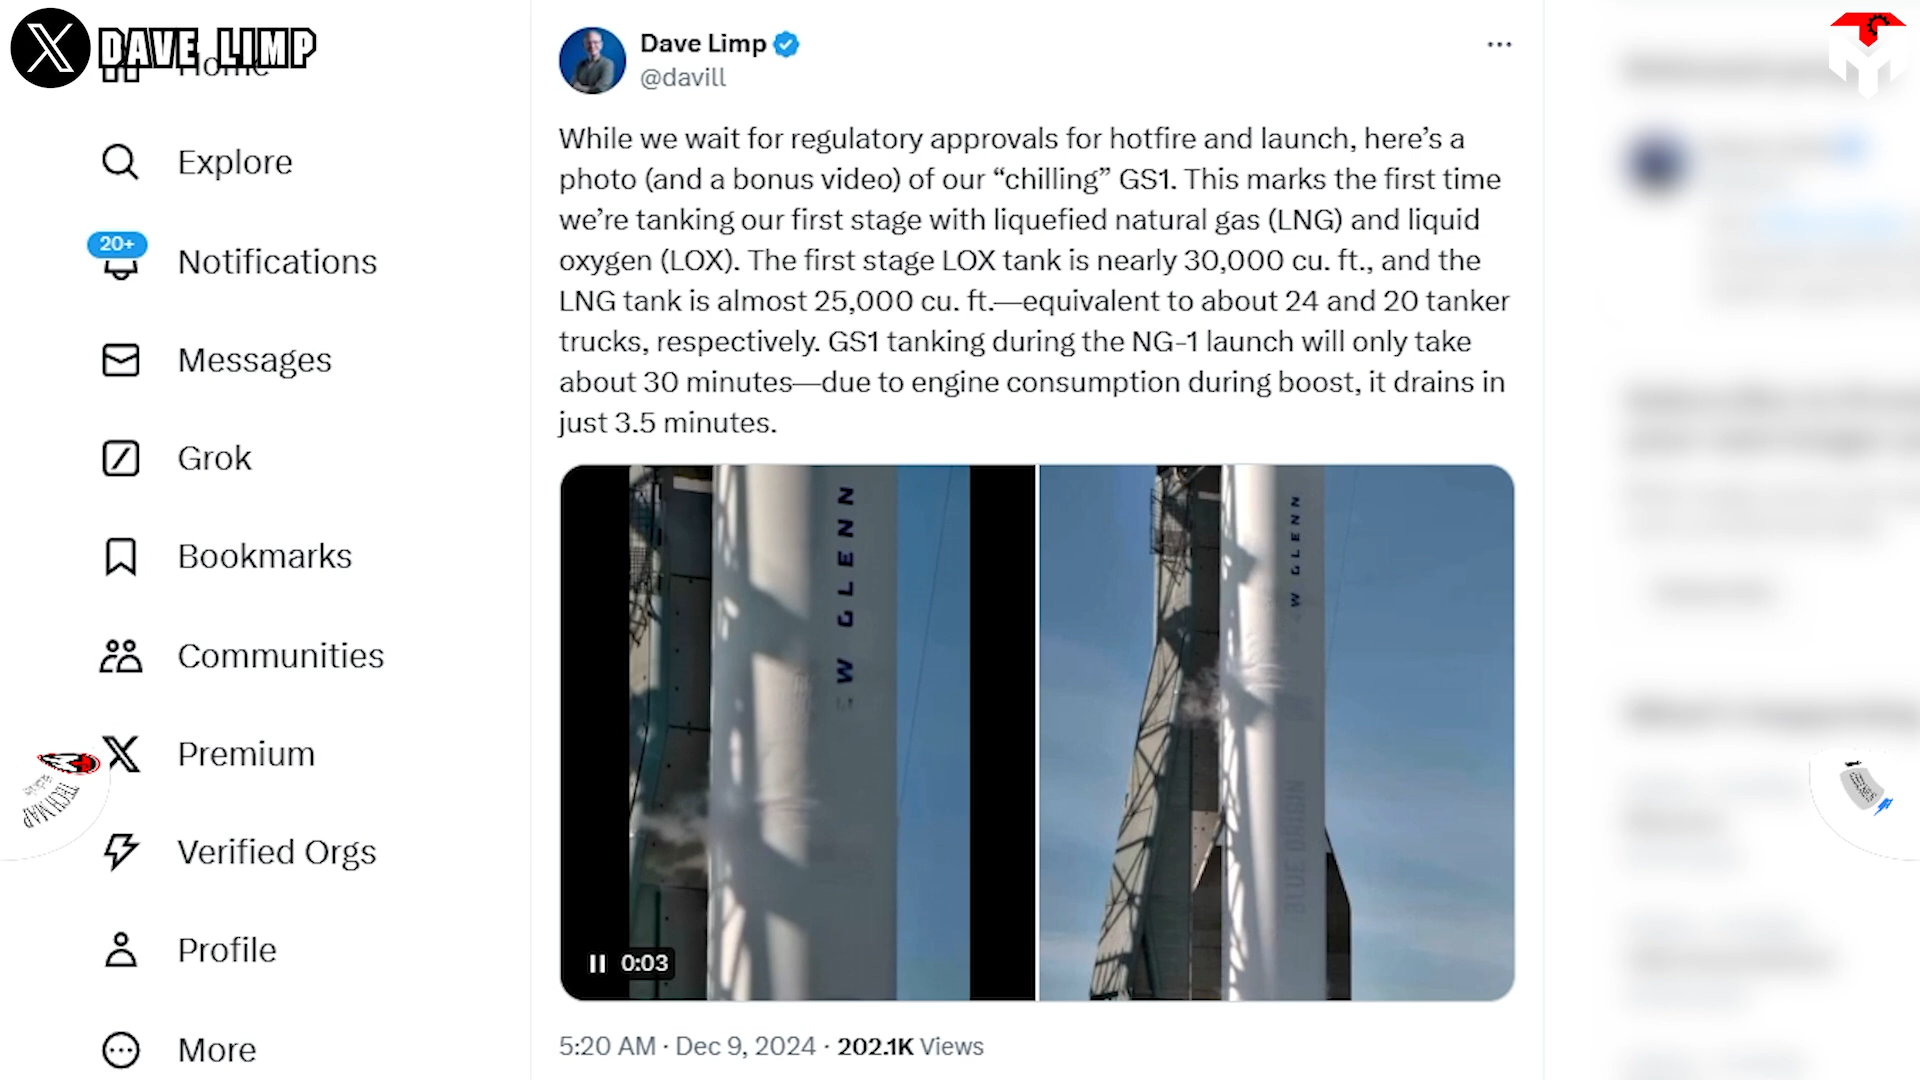 DAVE LIMP
Home
Explore
20+
Notifications
Messages
Grok
Bookmarks
Communities
Premium
Verified Orgs
Profile
More
Dave Limp
@davill
While we wait for regulatory approvals for hotfire and launch, here’s a
photo (and a bonus video) of our “chilling” GS1. This marks the first time
we’re tanking our first stage with liquefied natural gas (LNG) and liquid
oxygen (LOX). The first stage LOX tank is nearly 30,000 cu. ft., and the
LNG tank is almost 25,000 cu. ft.—equivalent to about 24 and 20 tanker
trucks, respectively. GS1 tanking during the NG-1 launch will only take
about 30 minutes—due to engine consumption during boost, it drains in
just 3.5 minutes.
W GLENN
0:03
W GLENN
BLUE ORIGIN
5:20 AM · Dec 9, 2024 · 202.1K Views
TECH MAP